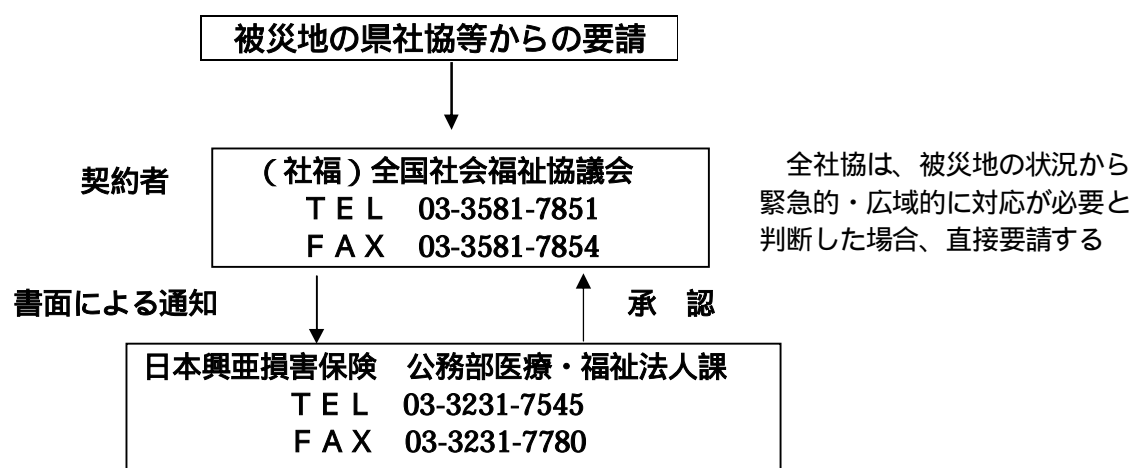 被災地の県社協等からの要請
契約者
（社福）全国社会福祉協議会
ＴＥＬ　03-3581-7851
ＦＡＸ　03-3581-7854
全社協は、被災地の状況から
緊急的・広域的に対応が必要と
判断した場合、直接要請する
書面による通知
承　認
日本興亜損害保険　公務部医療・福祉法人課
ＴＥＬ　03-3231-7545
ＦＡＸ　03-3231-7780